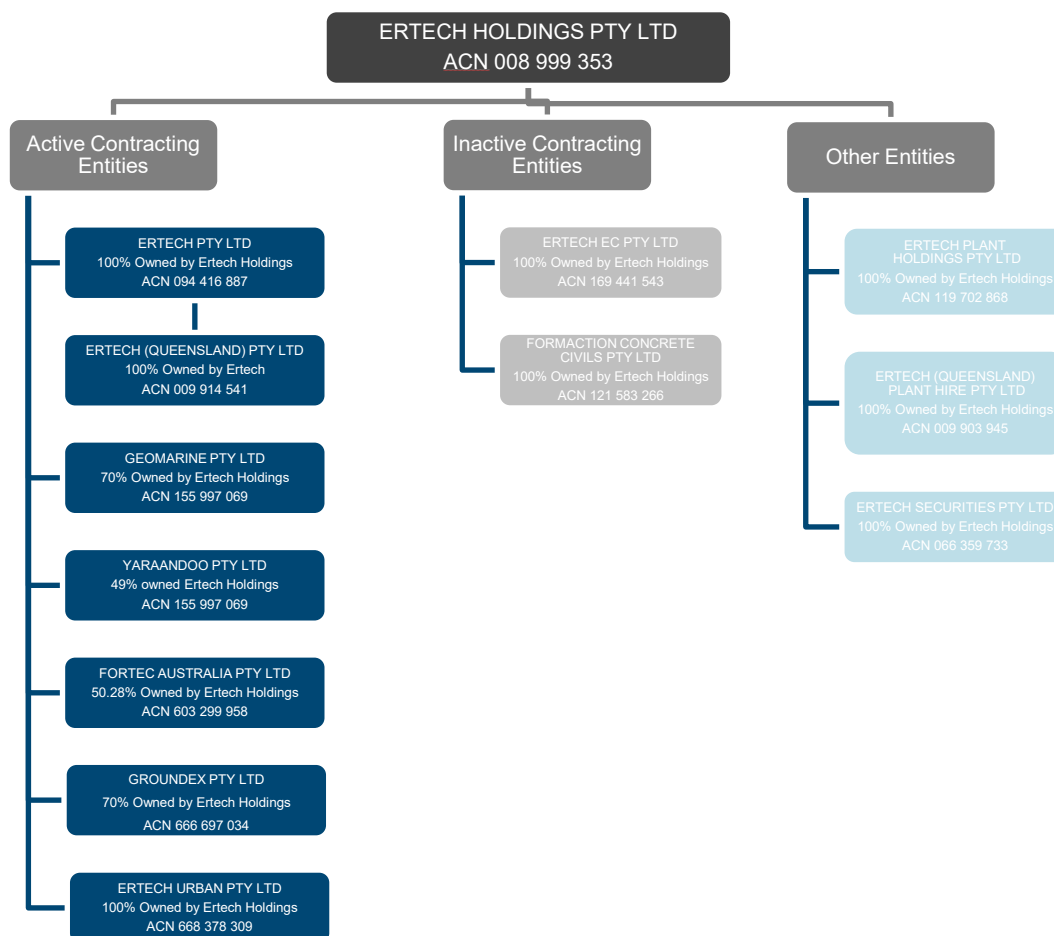 ERTECH HOLDINGS PTY LTD
ACN 008 999 353
Active Contracting
Entities
ERTECH PTY LTD
100% Owned by Ertech Holdings
ACN 094 416 887
ERTECH (QUEENSLAND) PTY LTD
100% Owned by Ertech
ACN 009 914 541
GEOMARINE PTY LTD
70% Owned by Ertech Holdings
ACN 155 997 069
YARAANDOO PTY LTD
49% owned Ertech Holdings
ACN 155 997 069
FORTEC AUSTRALIA PTY LTD
50.28% Owned by Ertech Holdings
ACN 603 299 958
GROUNDEX PTY LTD
70% Owned by Ertech Holdings
ACN 666 697 034
ERTECH URBAN PTY LTD
100% Owned by Ertech Holdings
ACN 668 378 309
Inactive Contracting
Entities
ERTECH EC PTY LTD
100% Owned by Ertech Holdings
ACN 169 441 543
FORMACTION CONCRETE
CIVILS PTY LTD
100% Owned by Ertech Holdings
ACN 121 583 266
Other Entities
ERTECH PLANT
HOLDINGS PTY LTD
100% Owned by Ertech Holdings
ACN 119 702 868
ERTECH (QUEENSLAND)
PLANT HIRE PTY LTD
100% Owned by Ertech Holdings
ACN 009 903 945
ERTECH SECURITIES PTY LTD
100% Owned by Ertech Holdings
ACN 066 359 733